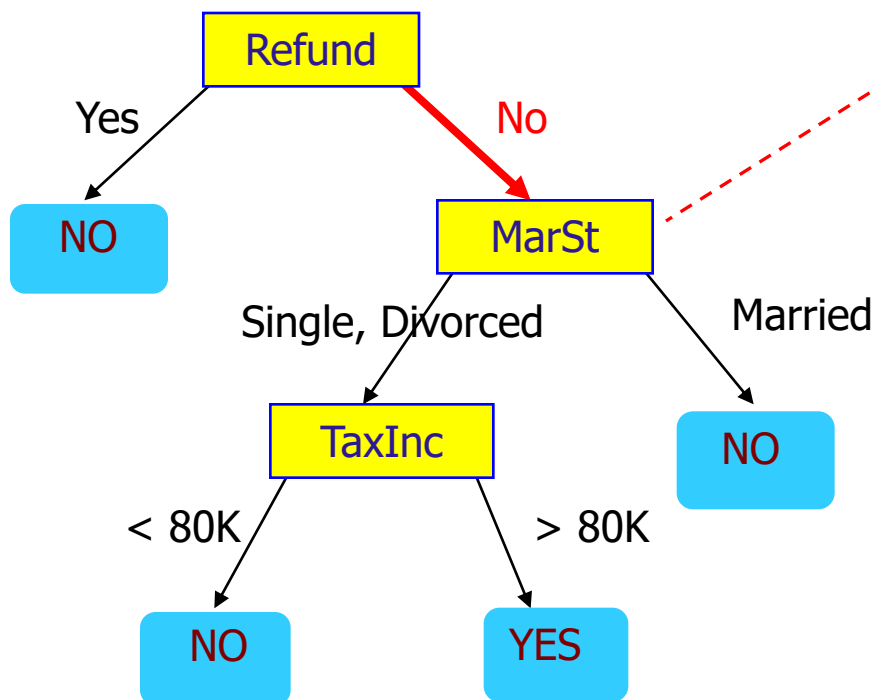 Refund
Yes
No
NO
MarSt
Single, Divorced
Married
TaxInc
NO
< 80K
> 80K
NO
YES